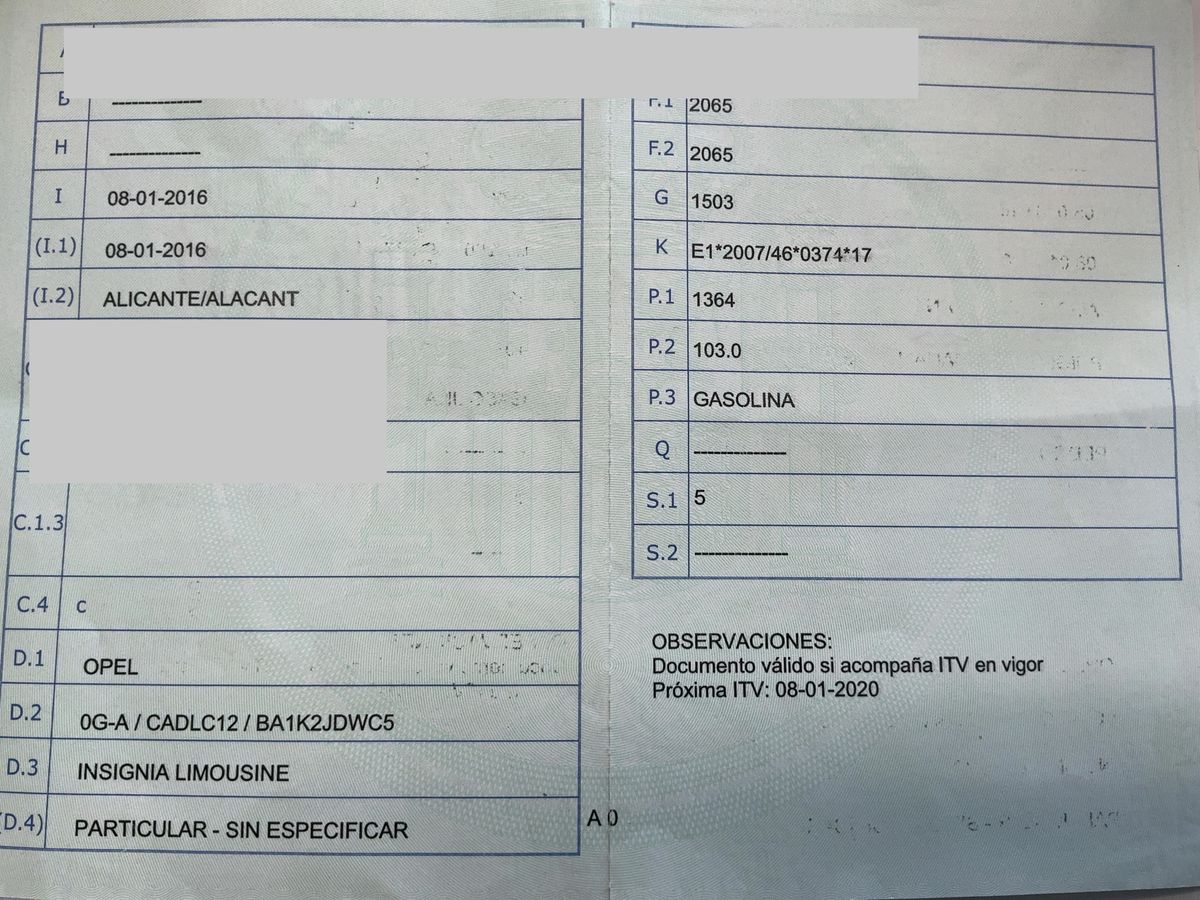 B --------------
H --------------
I 08-01-2016
(I.1) 08-01-2016
(I.2) ALICANTE/ALACANT
C.1.3
C.4 c
D.1 OPEL
D.2 0G-A / CADLC12 / BA1K2JDWC5
D.3 INSIGNIA LIMOUSINE
(D.4) PARTICULAR - SIN ESPECIFICAR
A 0
F.1 2065
F.2 2065
G 1503
K E1*2007/46*0374*17
P.1 1364
P.2 103.0
P.3 GASOLINA
Q --------------
S.1 5
S.2 --------------
OBSERVACIONES:
Documento válido si acompaña ITV en vigor
Próxima ITV: 08-01-2020